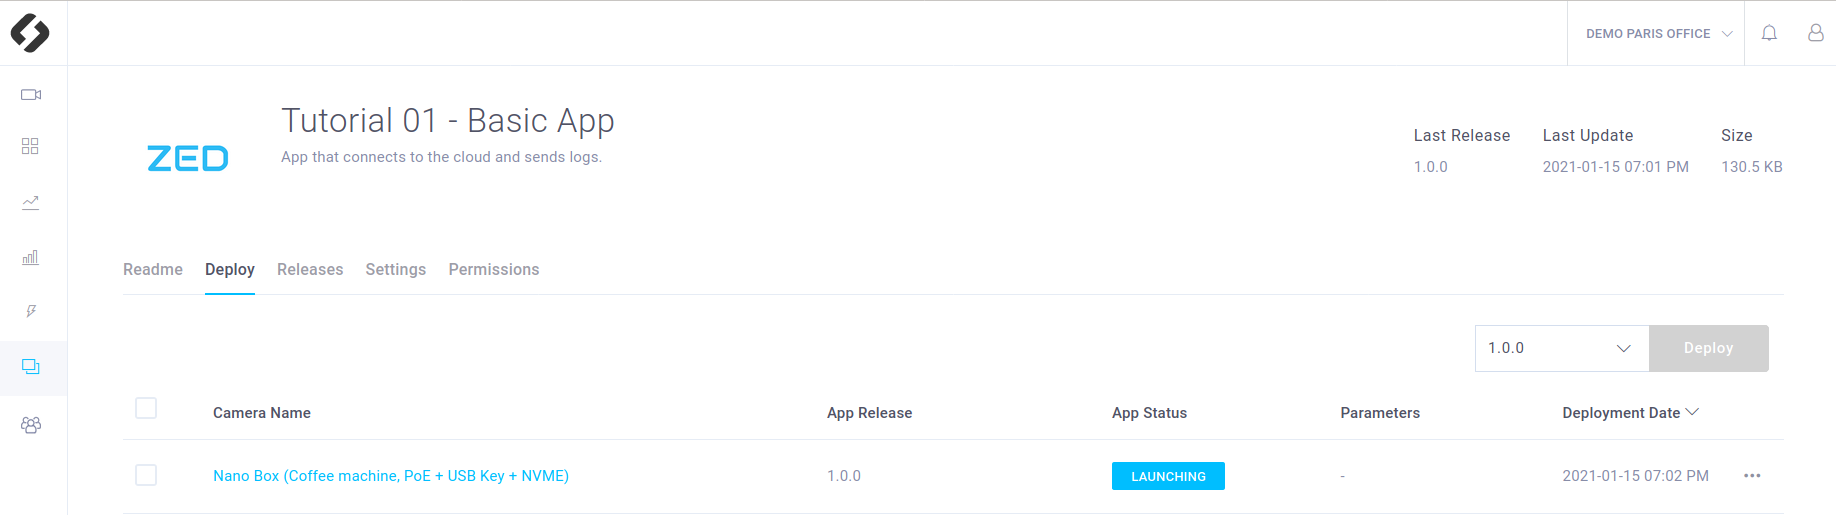 DEMO PARIS OFFICE
ZED
Tutorial 01 - Basic App
App that connects to the cloud and sends logs.
Last Release Last Update Size
1.0.0 2021-01-15 07:01 PM 130.5 KB
Readme Deploy Releases Settings Permissions
1.0.0 Deploy
Camera Name App Release App Status Parameters Deployment Date
Nano Box (Coffee machine, PoE + USB Key + NVME) 1.0.0 LAUNCHING - 2021-01-15 07:02 PM